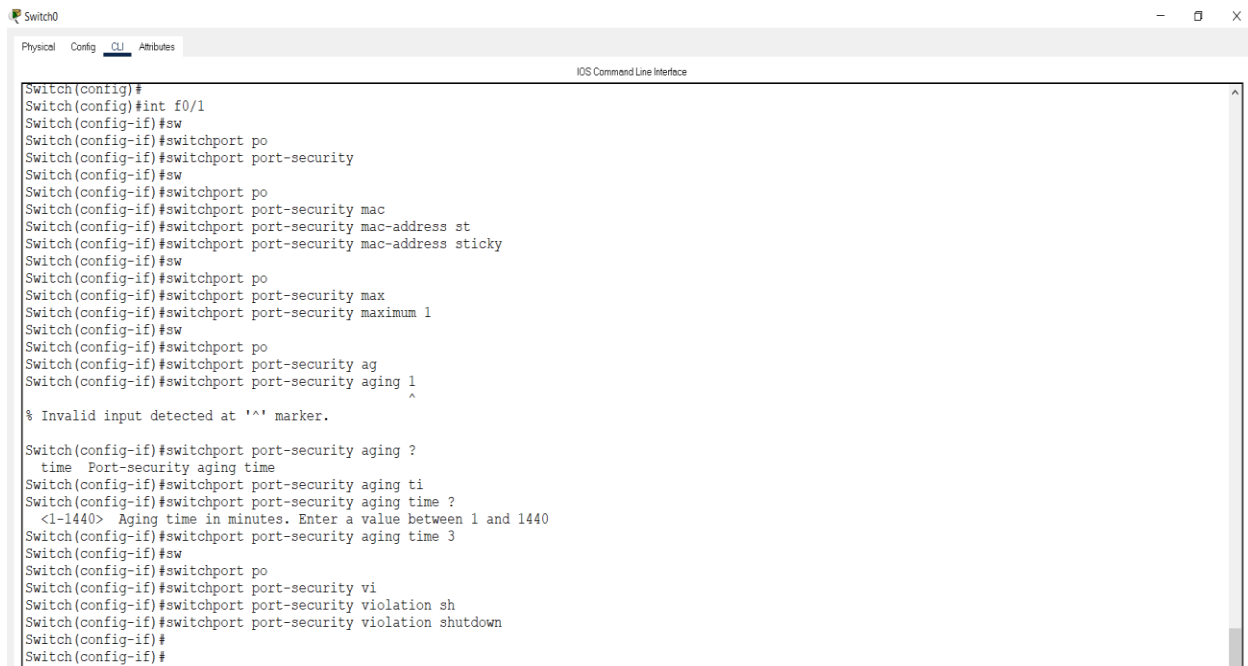 Switch0
Physical Config CLI Attributes
IOS Command Line Interface
Switch(config)#
Switch(config)#int f0/1
Switch(config-if)#sw
Switch(config-if)#switchport po
Switch(config-if)#switchport port-security
Switch(config-if)#sw
Switch(config-if)#switchport po
Switch(config-if)#switchport port-security mac
Switch(config-if)#switchport port-security mac-address st
Switch(config-if)#switchport port-security mac-address sticky
Switch(config-if)#sw
Switch(config-if)#switchport po
Switch(config-if)#switchport port-security max
Switch(config-if)#switchport port-security maximum 1
Switch(config-if)#sw
Switch(config-if)#switchport po
Switch(config-if)#switchport port-security ag
Switch(config-if)#switchport port-security aging 1
^
% Invalid input detected at '^' marker.
Switch(config-if)#switchport port-security aging ?
time Port-security aging time
Switch(config-if)#switchport port-security aging ti
Switch(config-if)#switchport port-security aging time ?
<1-1440> Aging time in minutes. Enter a value between 1 and 1440
Switch(config-if)#switchport port-security aging time 3
Switch(config-if)#sw
Switch(config-if)#switchport po
Switch(config-if)#switchport port-security vi
Switch(config-if)#switchport port-security violation sh
Switch(config-if)#switchport port-security violation shutdown
Switch(config-if)#
Switch(config-if)#